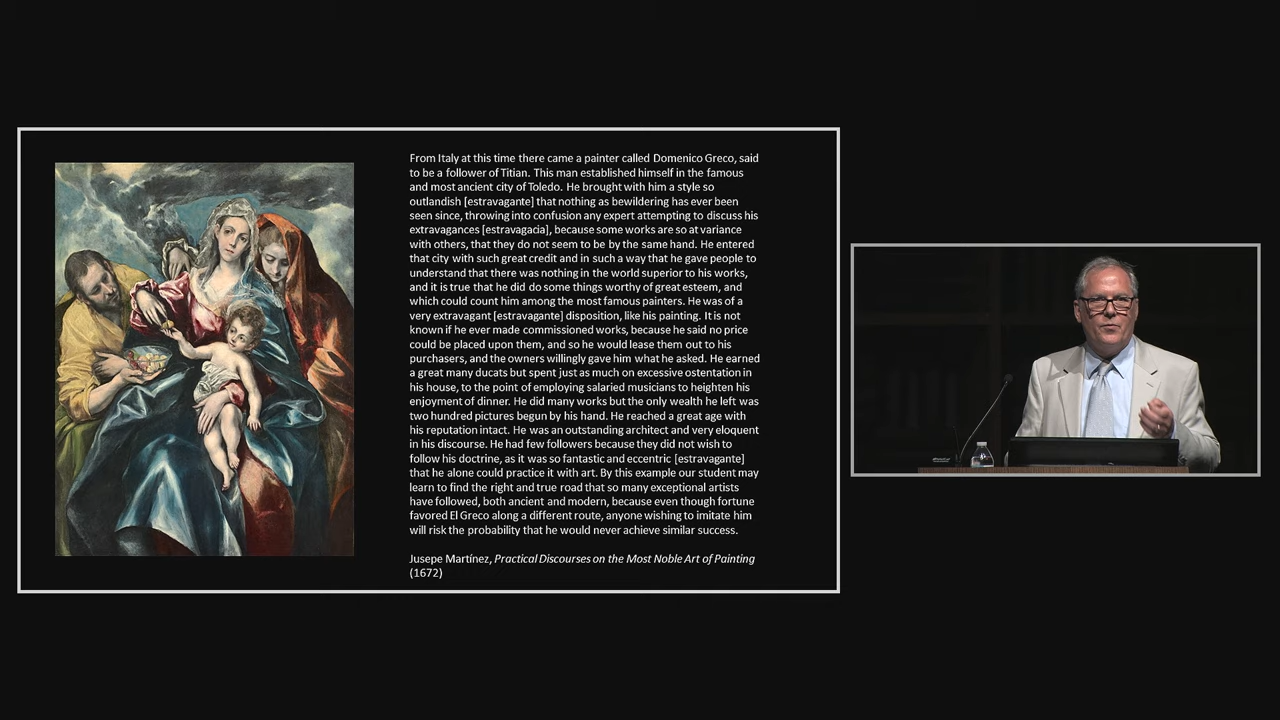 From Italy at this time there came a painter called Domenico Greco, said
to be a follower of Titian. This man established himself in the famous
and most ancient city of Toledo. He brought with him a style so
outlandish [estravagante] that nothing as bewildering has ever been
seen since, throwing into confusion any expert attempting to discuss his
extravagances [estravagacia], because some works are so at variance
with others, that they do not seem to be by the same hand. He entered
that city with such great credit and in such a way that he gave people to
understand that there was nothing in the world superior to his works,
and it is true that he did do some things worthy of great esteem, and
which could count him among the most famous painters. He was of a
very extravagant [estravagante] disposition, like his painting. It is not
known if he ever made commissioned works, because he said no price
could be placed upon them, and so he would lease them out to his
purchasers, and the owners willingly gave him what he asked. He earned
a great many ducats but spent just as much on excessive ostentation in
his house, to the point of employing salaried musicians to heighten his
enjoyment of dinner. He did many works but the only wealth he left was
two hundred pictures begun by his hand. He reached a great age with
his reputation intact. He was an outstanding architect and very eloquent
in his discourse. He had few followers because they did not wish to
follow his doctrine, as it was so fantastic and eccentric [estravagante]
that he alone could practice it with art. By this example our student may
learn to find the right and true road that so many exceptional artists
have followed, both ancient and modern, because even though fortune
favored El Greco along a different route, anyone wishing to imitate him
will risk the probability that he would never achieve similar success.
Jusepe Martínez, Practical Discourses on the Most Noble Art of Painting
(1672)